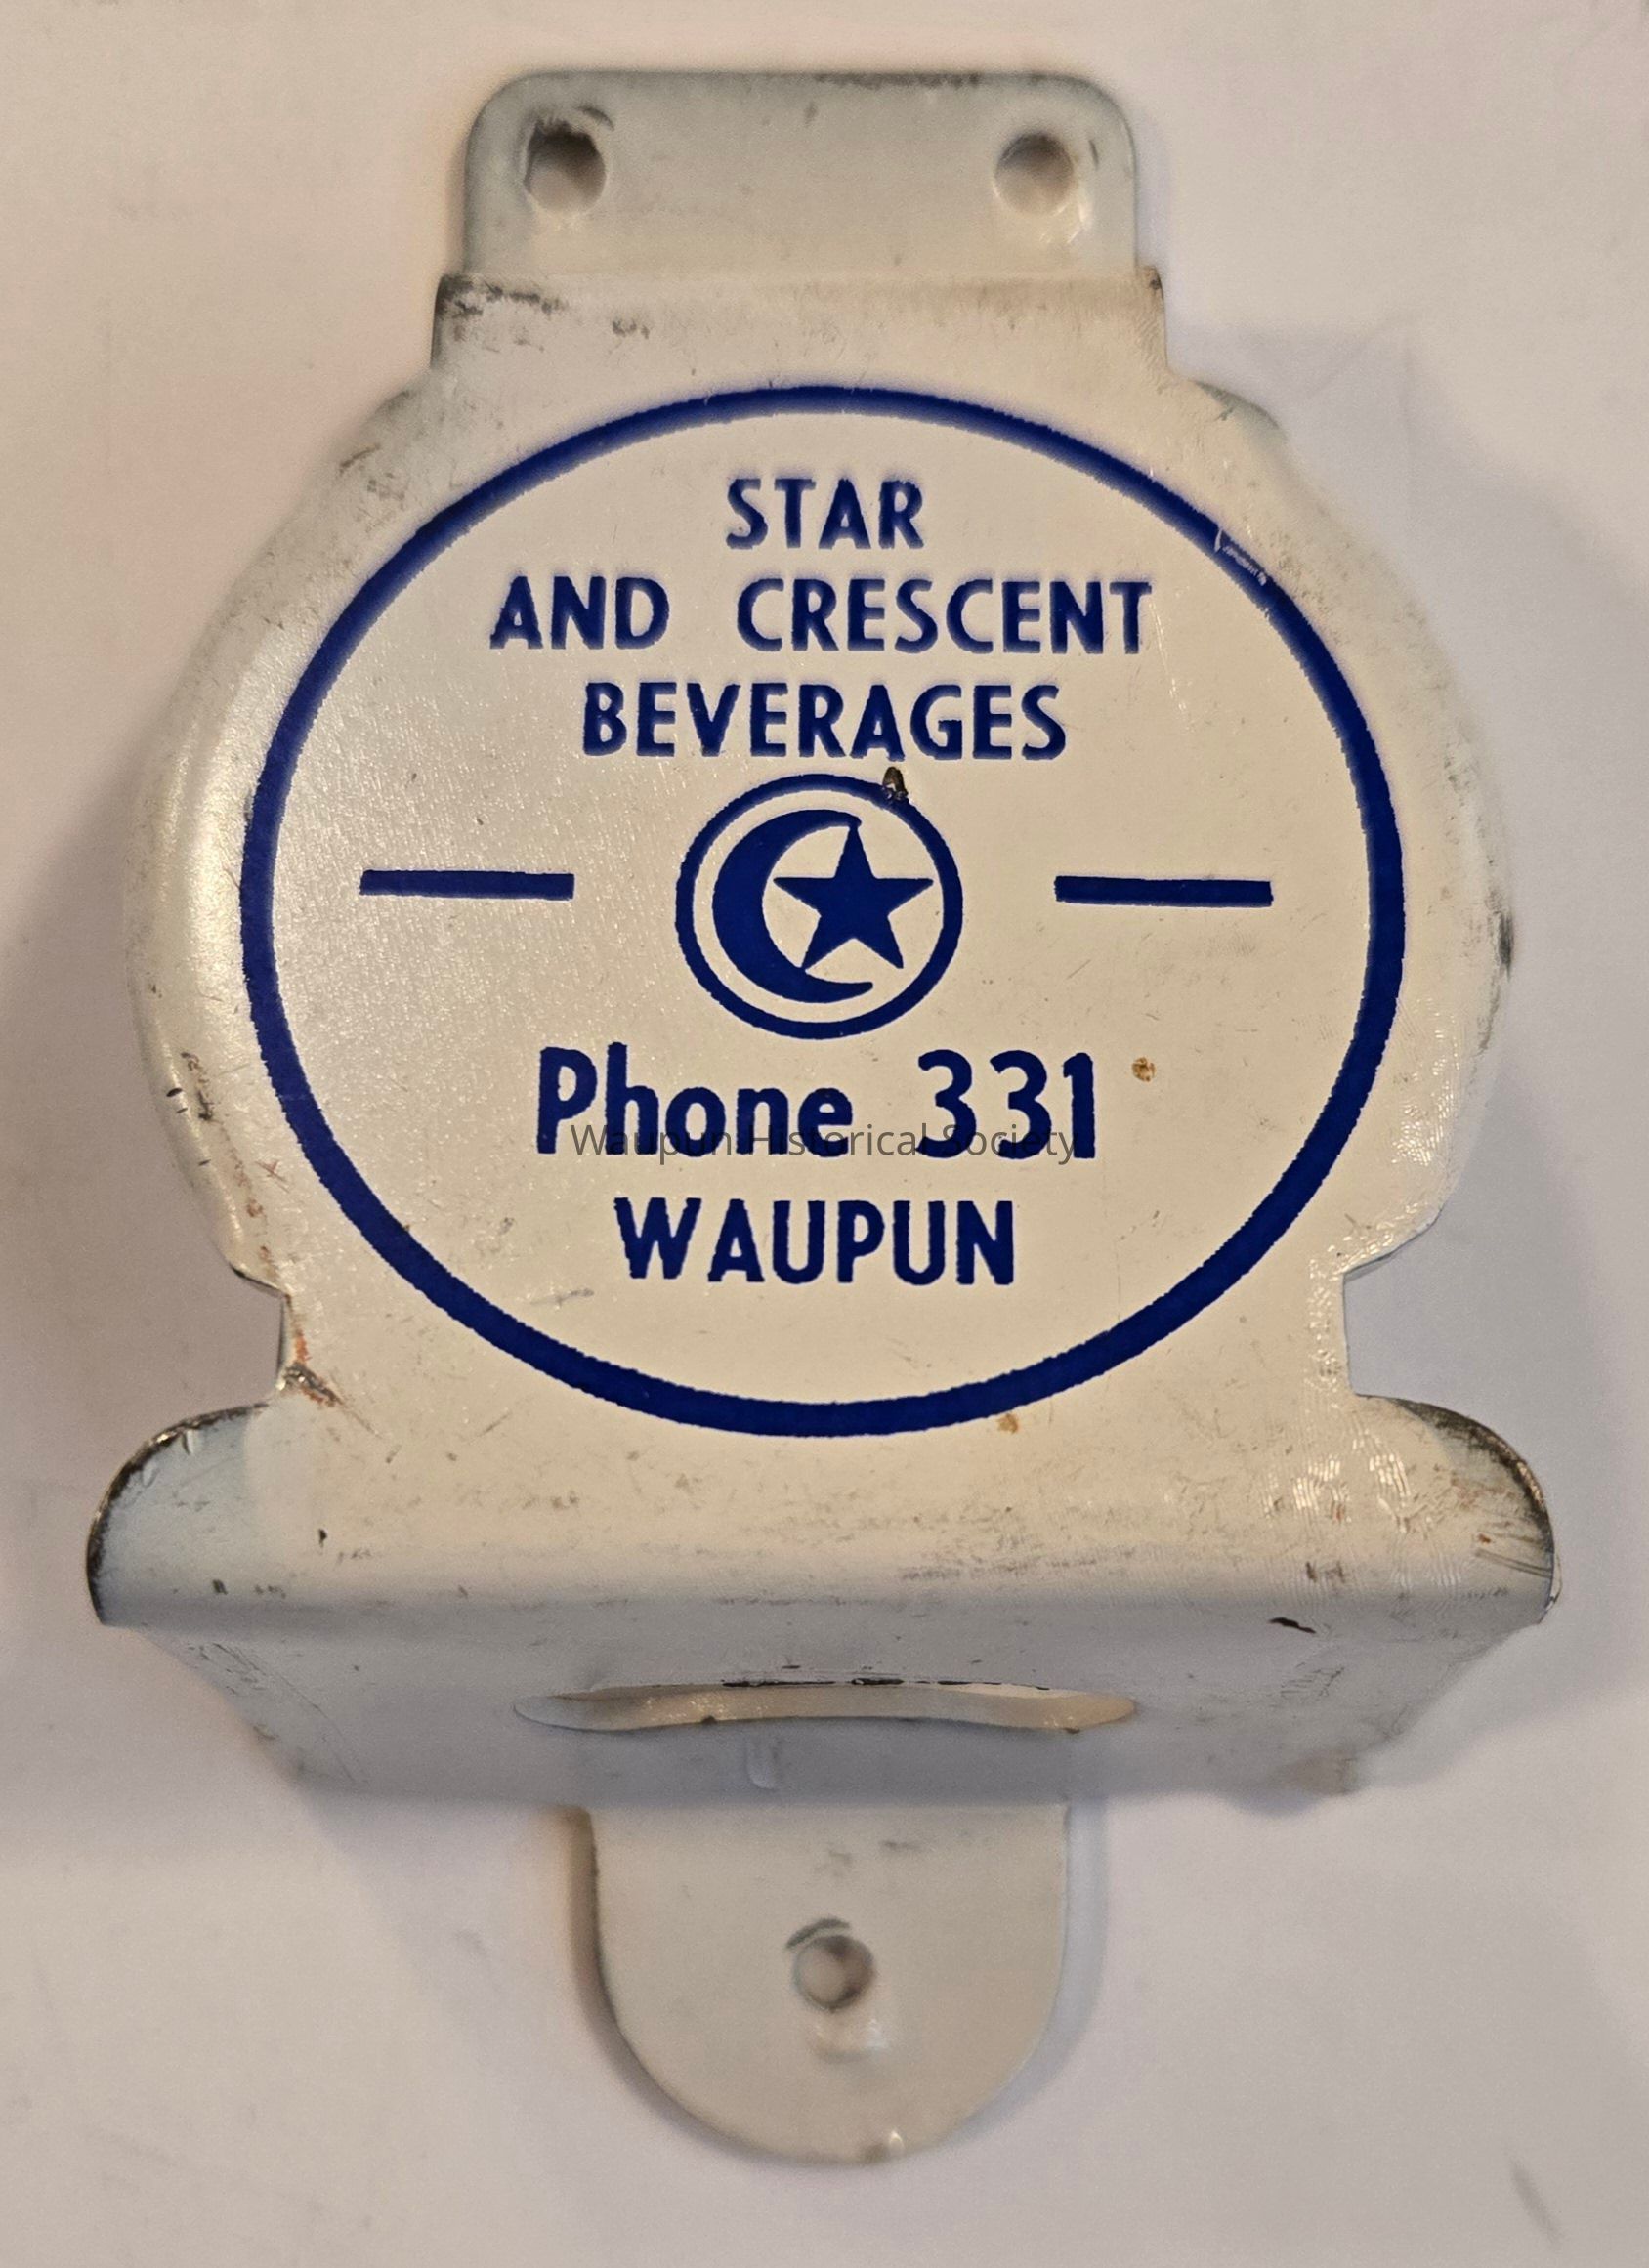 STAR
AND CRESCENT
BEVERAGES
Phone 331
Waupun Historical Society
WAUPUN